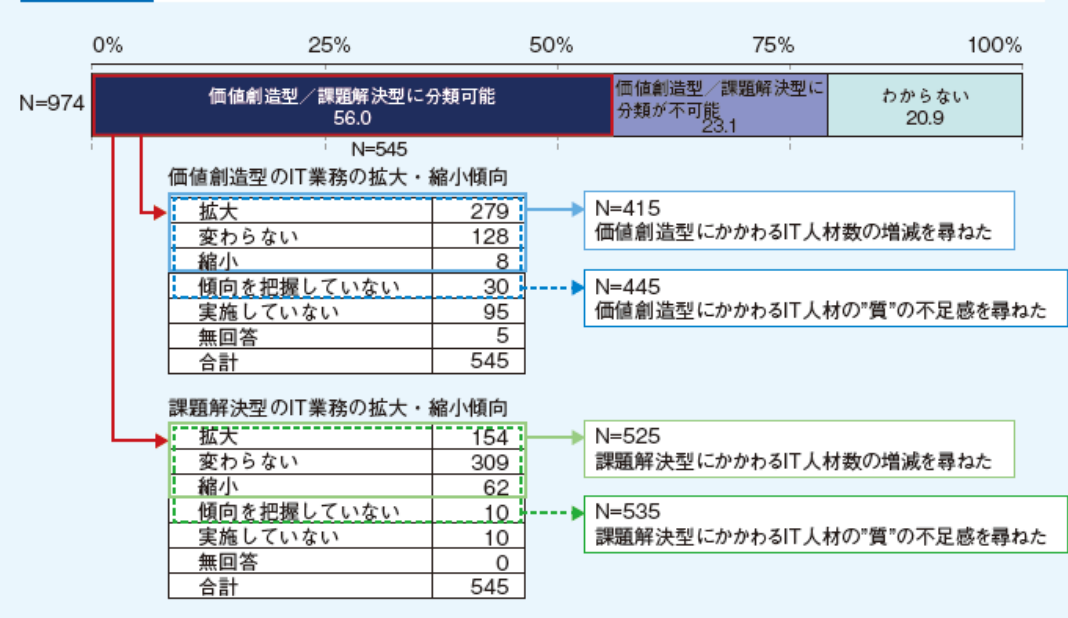 0% 25% 50% 75% 100%
N=974
価値創造型／課題解決型に分類可能
56.0
価値創造型／課題解決型に
分類が不可能
23.1
わからない
20.9
N=545
価値創造型のIT業務の拡大・縮小傾向
拡大 279
変わらない 128
縮小 8
傾向を把握していない 30
実施していない 95
無回答 5
合計 545
N=415
価値創造型にかかわるIT人材数の増減を尋ねた
N=445
価値創造型にかかわるIT人材の”質”の不足感を尋ねた
課題解決型のIT業務の拡大・縮小傾向
拡大 154
変わらない 309
縮小 62
傾向を把握していない 10
実施していない 10
無回答 0
合計 545
N=525
課題解決型にかかわるIT人材数の増減を尋ねた
N=535
課題解決型にかかわるIT人材の”質”の不足感を尋ねた